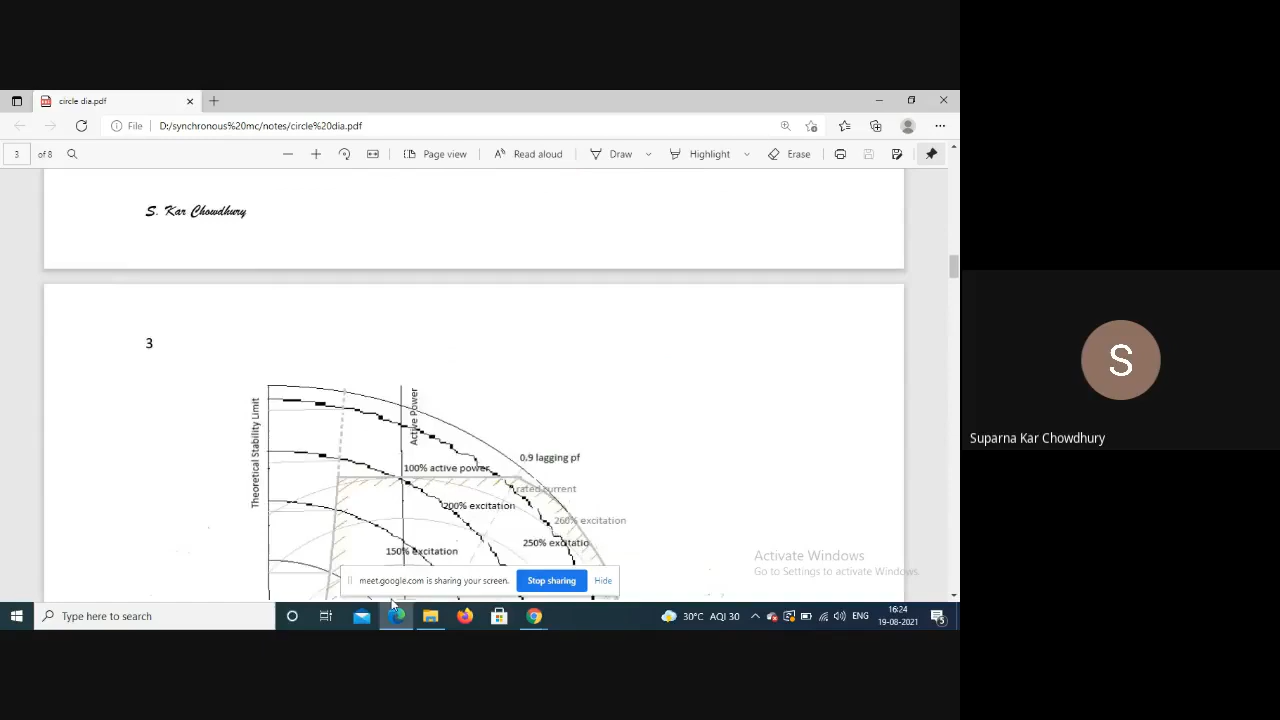 circle dia.pdf
File
D:/synchronous%20mc/notes/circle%20dia.pdf
3 of 8
Page view
Read aloud
Draw
Highlight
Erase
S. Kar Chowdhury
3
Theoretical Stability Limit
Active Power
0.9 lagging pf
100% active power
rated current
200% excitation
260% excitation
250% excitatio
150% excitation
Activate Windows
Go to Settings to activate Windows.
meet.google.com is sharing your screen.
Stop sharing
Hide
Type here to search
30°C AQI 30
ENG
16:24
19-08-2021
5
S
Suparna Kar Chowdhury